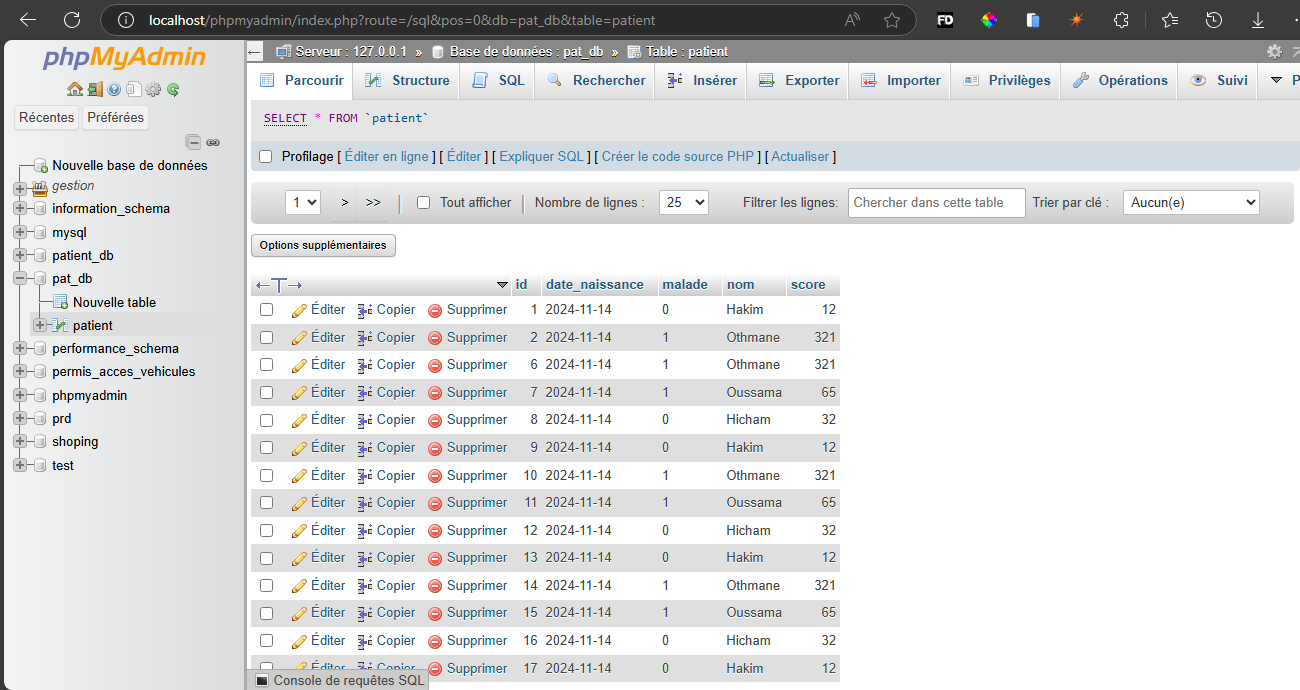 localhost/phpmyadmin/index.php?route=/sql&pos=0&db=pat_db&table=patient
A
FD
phpMyAdmin
Récentes Préférées
Nouvelle base de données
gestion
information_schema
mysql
patient_db
pat_db
Nouvelle table
patient
performance_schema
permis_acces_vehicules
phpmyadmin
prd
shoping
test
Serveur : 127.0.0.1 » Base de données : pat_db » Table : patient
Parcourir Structure SQL Rechercher Insérer Exporter Importer Privilèges Opérations Suivi P
SELECT * FROM `patient`
Profilage [ Éditer en ligne ] [ Éditer ] [ Expliquer SQL ] [ Créer le code source PHP ] [ Actualiser ]
1 > >> Tout afficher Nombre de lignes : 25 Filtrer les lignes: Chercher dans cette table Trier par clé : Aucun(e)
Options supplémentaires
←T→ id date_naissance malade nom score
Éditer Copier Supprimer 1 2024-11-14 0 Hakim 12
Éditer Copier Supprimer 2 2024-11-14 1 Othmane 321
Éditer Copier Supprimer 6 2024-11-14 1 Othmane 321
Éditer Copier Supprimer 7 2024-11-14 1 Oussama 65
Éditer Copier Supprimer 8 2024-11-14 0 Hicham 32
Éditer Copier Supprimer 9 2024-11-14 0 Hakim 12
Éditer Copier Supprimer 10 2024-11-14 1 Othmane 321
Éditer Copier Supprimer 11 2024-11-14 1 Oussama 65
Éditer Copier Supprimer 12 2024-11-14 0 Hicham 32
Éditer Copier Supprimer 13 2024-11-14 0 Hakim 12
Éditer Copier Supprimer 14 2024-11-14 1 Othmane 321
Éditer Copier Supprimer 15 2024-11-14 1 Oussama 65
Éditer Copier Supprimer 16 2024-11-14 0 Hicham 32
Éditer Copier Supprimer 17 2024-11-14 0 Hakim 12
Console de requêtes SQL